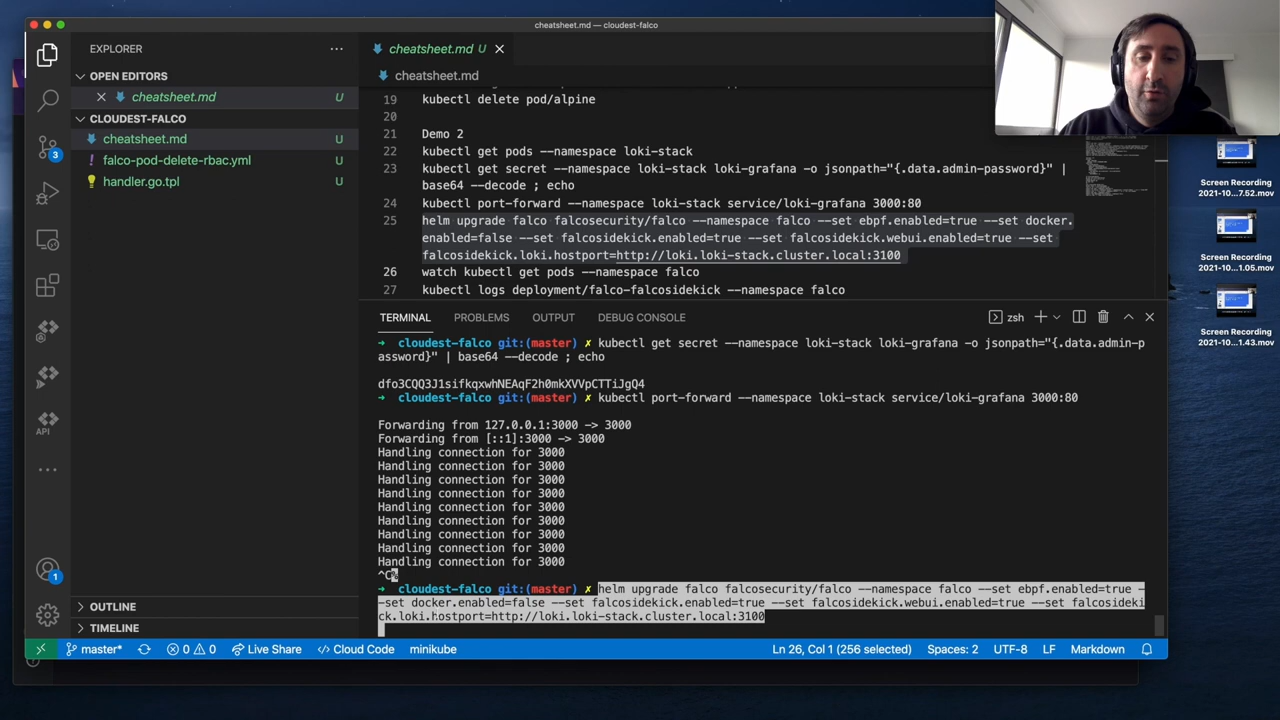 cheatsheet.md — cloudest-falco
EXPLORER
OPEN EDITORS
cheatsheet.md U
CLOUDEST-FALCO
cheatsheet.md U
falco-pod-delete-rbac.yml U
handler.go.tpl U
OUTLINE
TIMELINE
3
API
1
cheatsheet.md U
cheatsheet.md
19 kubectl delete pod/alpine
20
21 Demo 2
22 kubectl get pods --namespace loki-stack
23 kubectl get secret --namespace loki-stack loki-grafana -o jsonpath="{.data.admin-password}" |
base64 --decode ; echo
24 kubectl port-forward --namespace loki-stack service/loki-grafana 3000:80
25 helm upgrade falco falcosecurity/falco --namespace falco --set ebpf.enabled=true --set docker.
enabled=false --set falcosidekick.enabled=true --set falcosidekick.webui.enabled=true --set
falcosidekick.loki.hostport=http://loki.loki-stack.cluster.local:3100
26 watch kubectl get pods --namespace falco
27 kubectl logs deployment/falco-falcosidekick --namespace falco
TERMINAL PROBLEMS OUTPUT DEBUG CONSOLE zsh
➜ cloudest-falco git:(master) ✗ kubectl get secret --namespace loki-stack loki-grafana -o jsonpath="{.data.admin-p
assword}" | base64 --decode ; echo
dfo3CQQ3J1sifkqxwhNEAqF2h0mkXVVpCTTiJgQ4
➜ cloudest-falco git:(master) ✗ kubectl port-forward --namespace loki-stack service/loki-grafana 3000:80
Forwarding from 127.0.0.1:3000 -> 3000
Forwarding from [::1]:3000 -> 3000
Handling connection for 3000
Handling connection for 3000
Handling connection for 3000
Handling connection for 3000
Handling connection for 3000
Handling connection for 3000
Handling connection for 3000
Handling connection for 3000
Handling connection for 3000
^C%
➜ cloudest-falco git:(master) ✗ helm upgrade falco falcosecurity/falco --namespace falco --set ebpf.enabled=true -
-set docker.enabled=false --set falcosidekick.enabled=true --set falcosidekick.webui.enabled=true --set falcosideki
ck.loki.hostport=http://loki.loki-stack.cluster.local:3100
master* 0 0 Live Share Cloud Code minikube Ln 26, Col 1 (256 selected) Spaces: 2 UTF-8 LF Markdown
Screen Recording
2021-10...7.52.mov
Screen Recording
2021-10...1.05.mov
Screen Recording
2021-10...1.43.mov